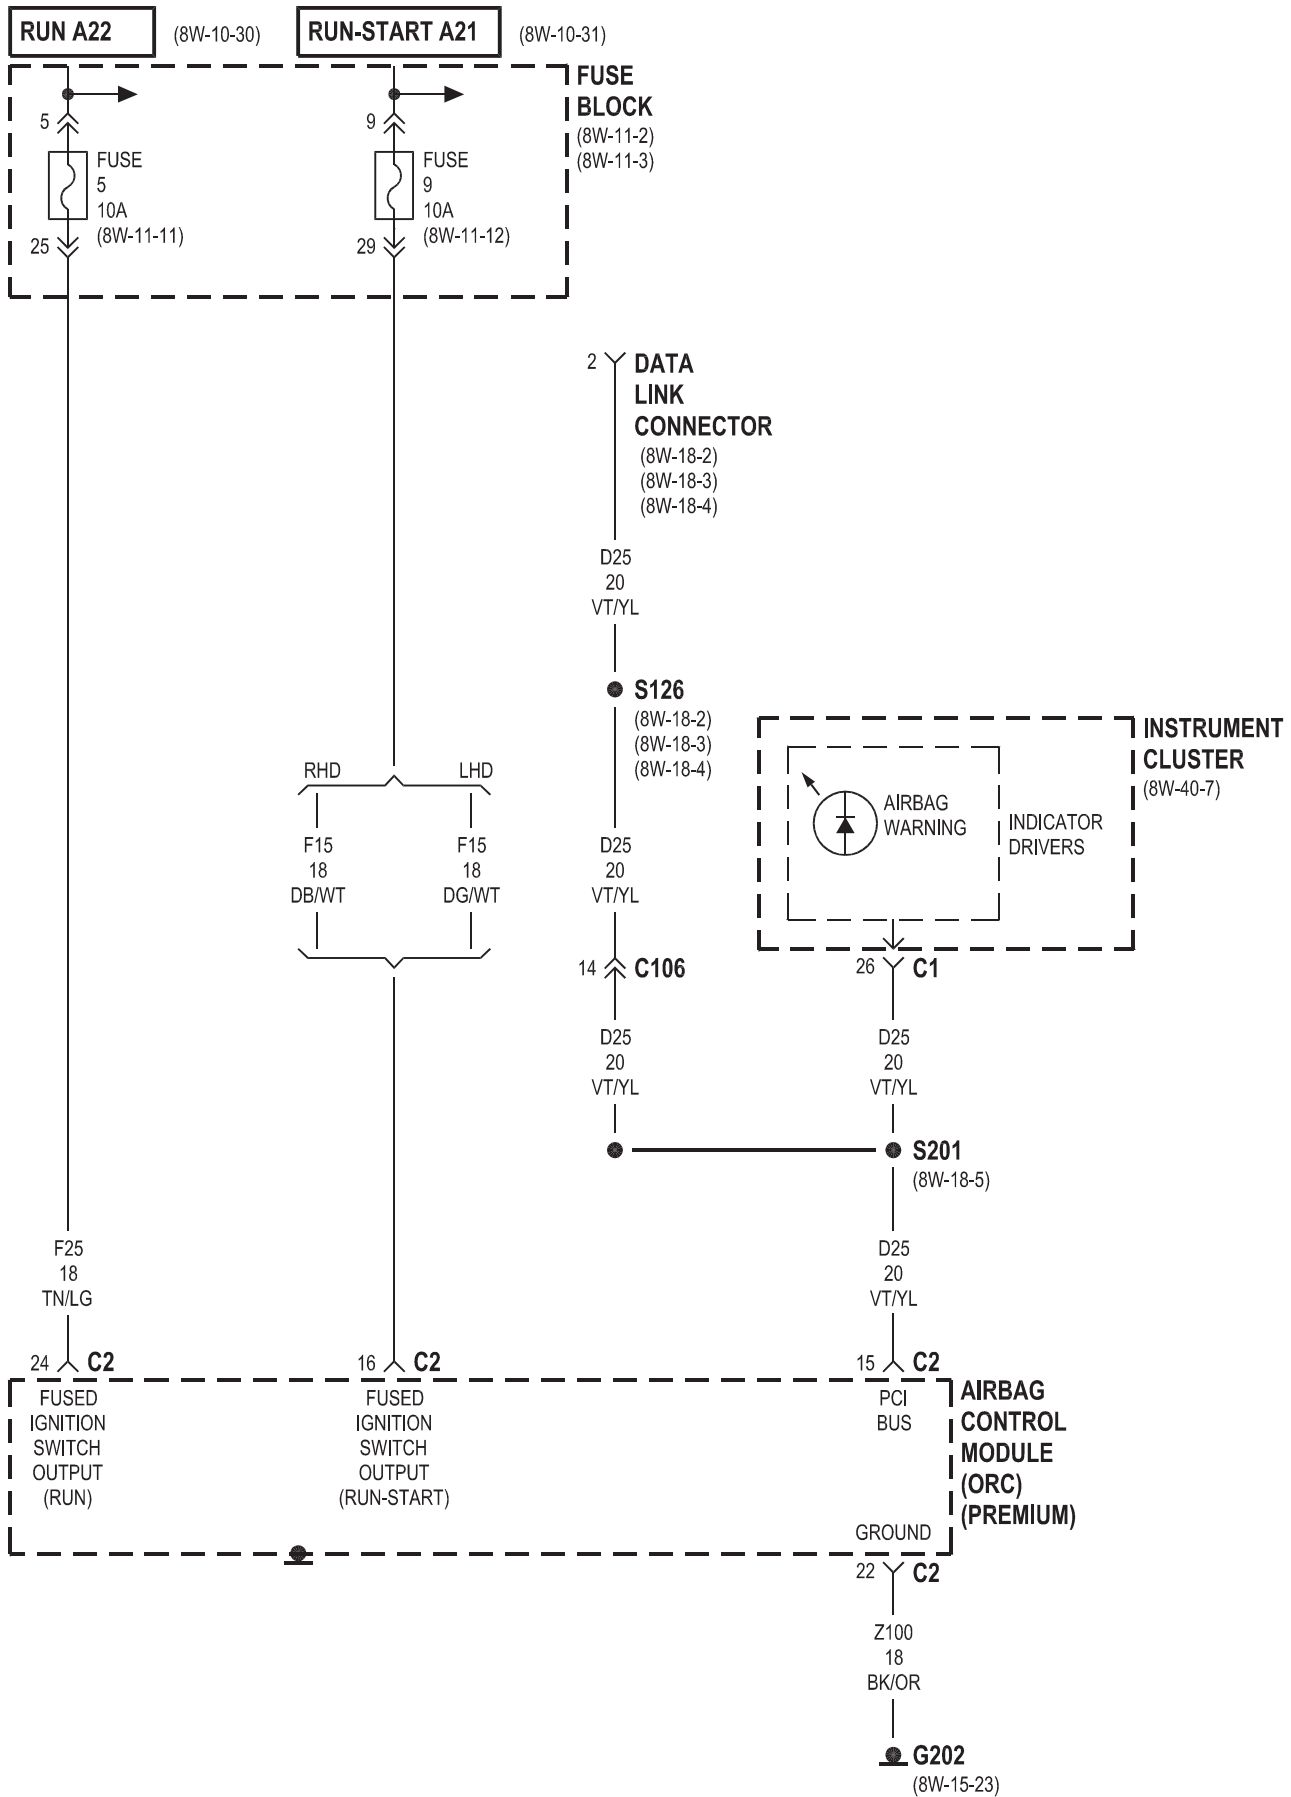 RUN A22
(8W-10-30)
RUN-START A21
(8W-10-31)
FUSE
BLOCK
(8W-11-2)
(8W-11-3)
5
FUSE
5
10A
(8W-11-11)
25
9
FUSE
9
10A
(8W-11-12)
29
2
DATA
LINK
CONNECTOR
(8W-18-2)
(8W-18-3)
(8W-18-4)
D25
20
VT/YL
S126
(8W-18-2)
(8W-18-3)
(8W-18-4)
INSTRUMENT
CLUSTER
(8W-40-7)
AIRBAG
WARNING
INDICATOR
DRIVERS
RHD
LHD
F15
18
DB/WT
F15
18
DG/WT
D25
20
VT/YL
14
C106
26
C1
D25
20
VT/YL
D25
20
VT/YL
S201
(8W-18-5)
F25
18
TN/LG
D25
20
VT/YL
24
C2
16
C2
15
C2
FUSED
IGNITION
SWITCH
OUTPUT
(RUN)
FUSED
IGNITION
SWITCH
OUTPUT
(RUN-START)
PCI
BUS
AIRBAG
CONTROL
MODULE
(ORC)
(PREMIUM)
GROUND
22
C2
Z100
18
BK/OR
G202
(8W-15-23)